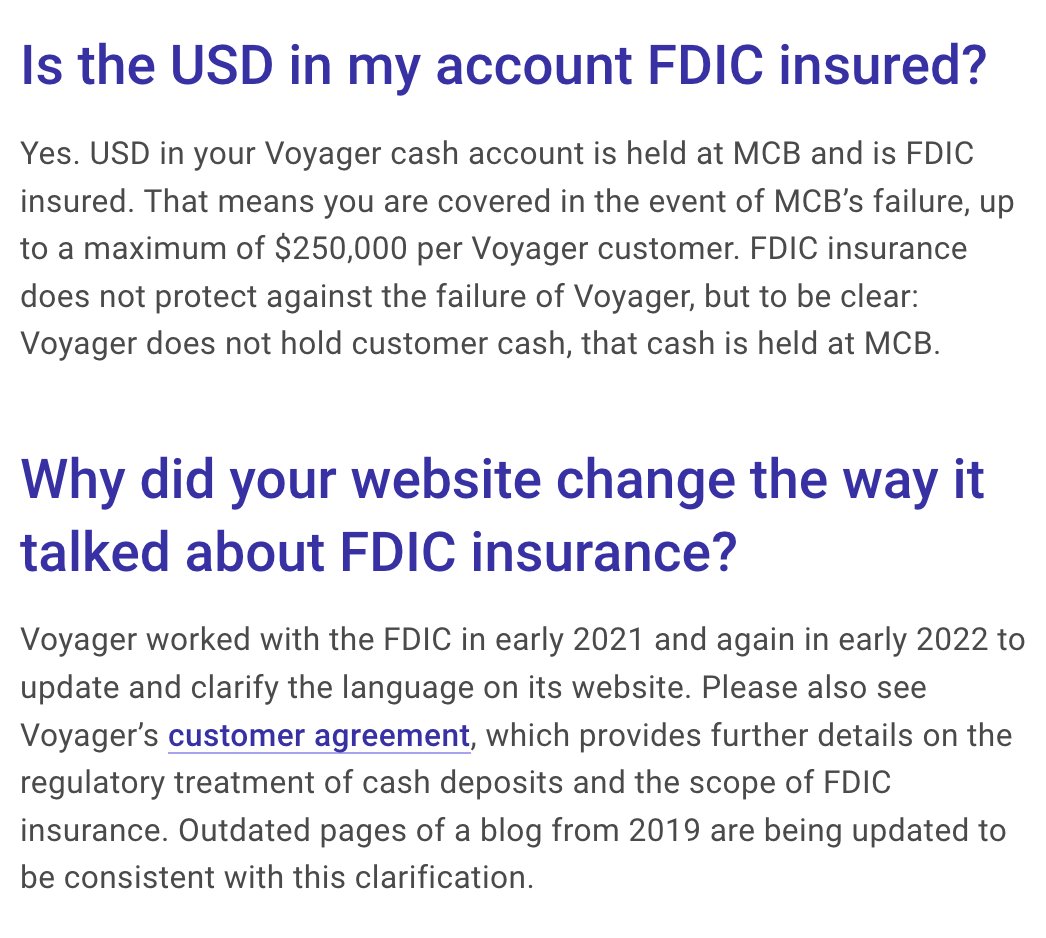 Is the USD in my account FDIC insured?
Yes. USD in your Voyager cash account is held at MCB and is FDIC
insured. That means you are covered in the event of MCB’s failure, up
to a maximum of $250,000 per Voyager customer. FDIC insurance
does not protect against the failure of Voyager, but to be clear:
Voyager does not hold customer cash, that cash is held at MCB.
Why did your website change the way it
talked about FDIC insurance?
Voyager worked with the FDIC in early 2021 and again in early 2022 to
update and clarify the language on its website. Please also see
Voyager’s customer agreement, which provides further details on the
regulatory treatment of cash deposits and the scope of FDIC
insurance. Outdated pages of a blog from 2019 are being updated to
be consistent with this clarification.